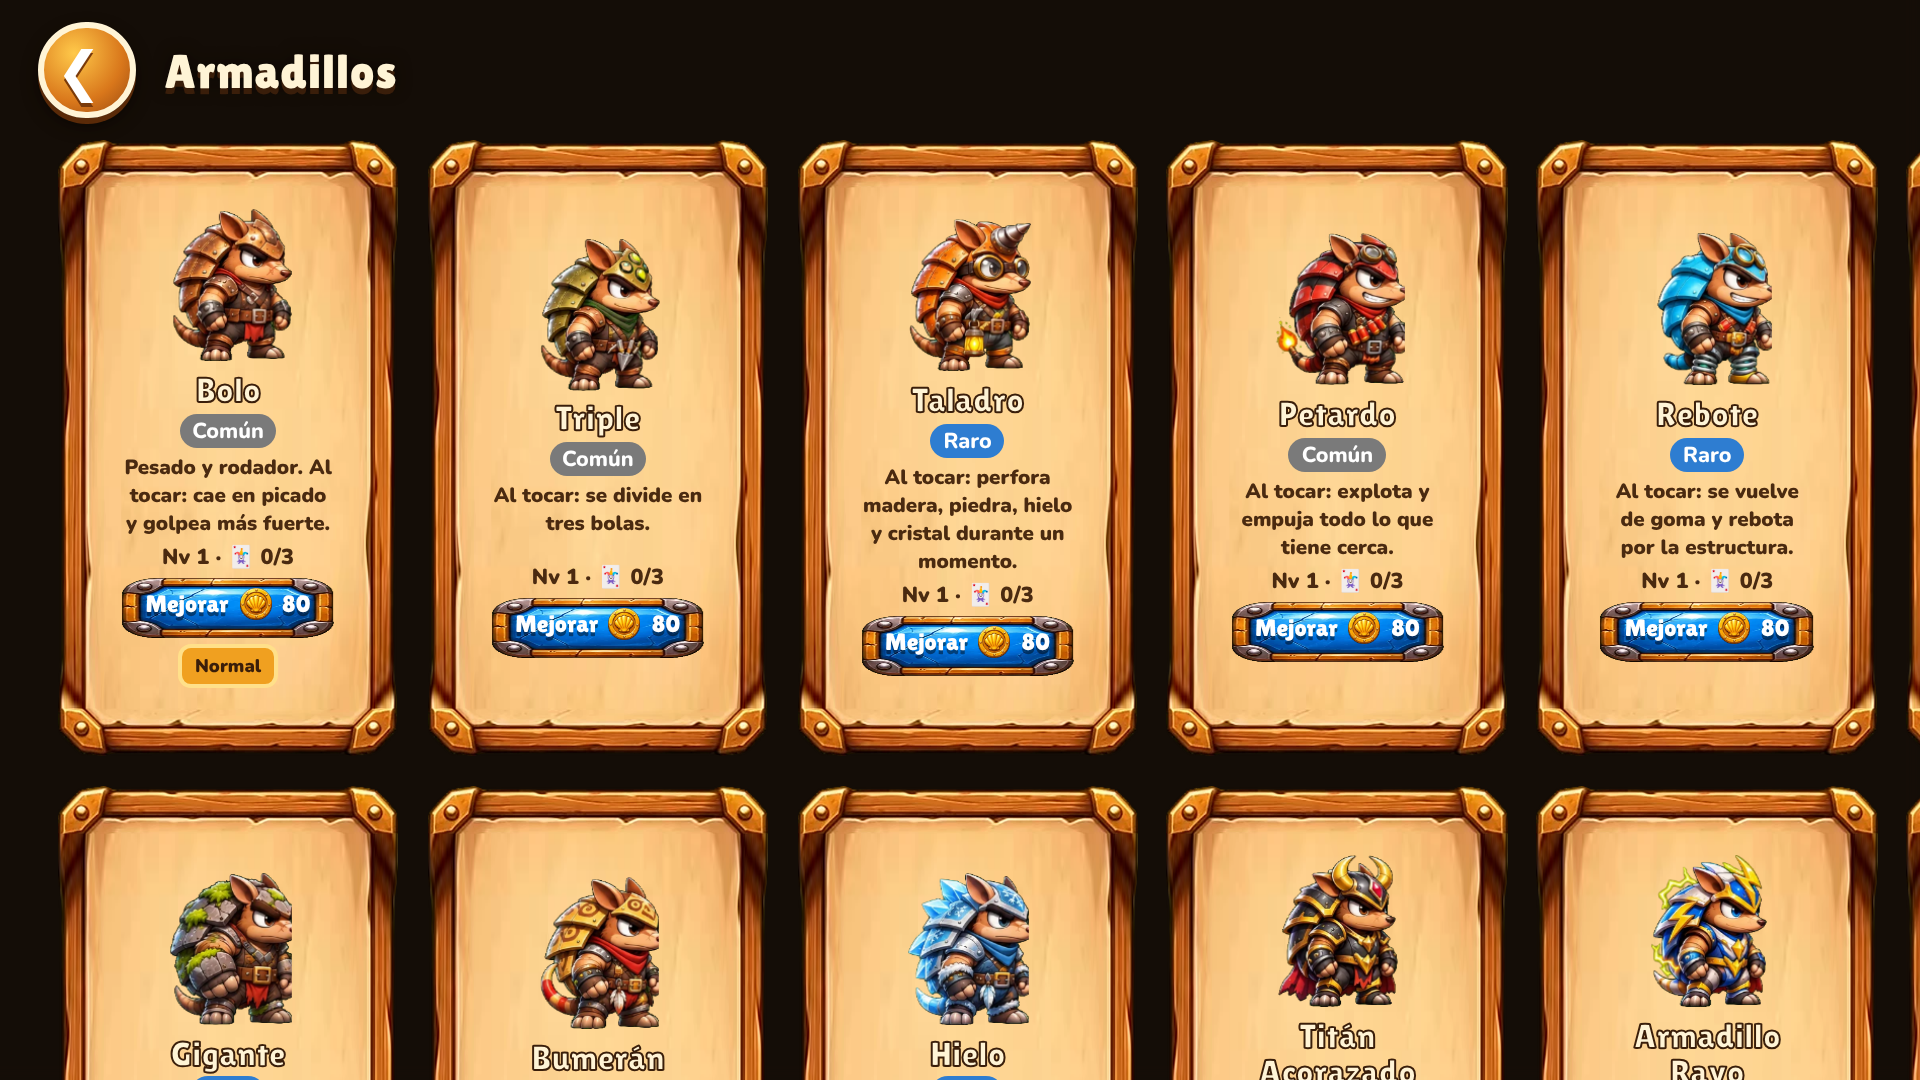 Armadillos
Bolo
Común
Pesado y rodador. Al
tocar: cae en picado
y golpea más fuerte.
Nv 1 · 🃏 0/3
Mejorar 80
Normal
Triple
Común
Al tocar: se divide en
tres bolas.
Nv 1 · 🃏 0/3
Mejorar 80
Taladro
Raro
Al tocar: perfora
madera, piedra, hielo
y cristal durante un
momento.
Nv 1 · 🃏 0/3
Mejorar 80
Petardo
Común
Al tocar: explota y
empuja todo lo que
tiene cerca.
Nv 1 · 🃏 0/3
Mejorar 80
Rebote
Raro
Al tocar: se vuelve
de goma y rebota
por la estructura.
Nv 1 · 🃏 0/3
Mejorar 80
Gigante
Bumerán
Hielo
Titán
Acorazado
Armadillo
Rayo